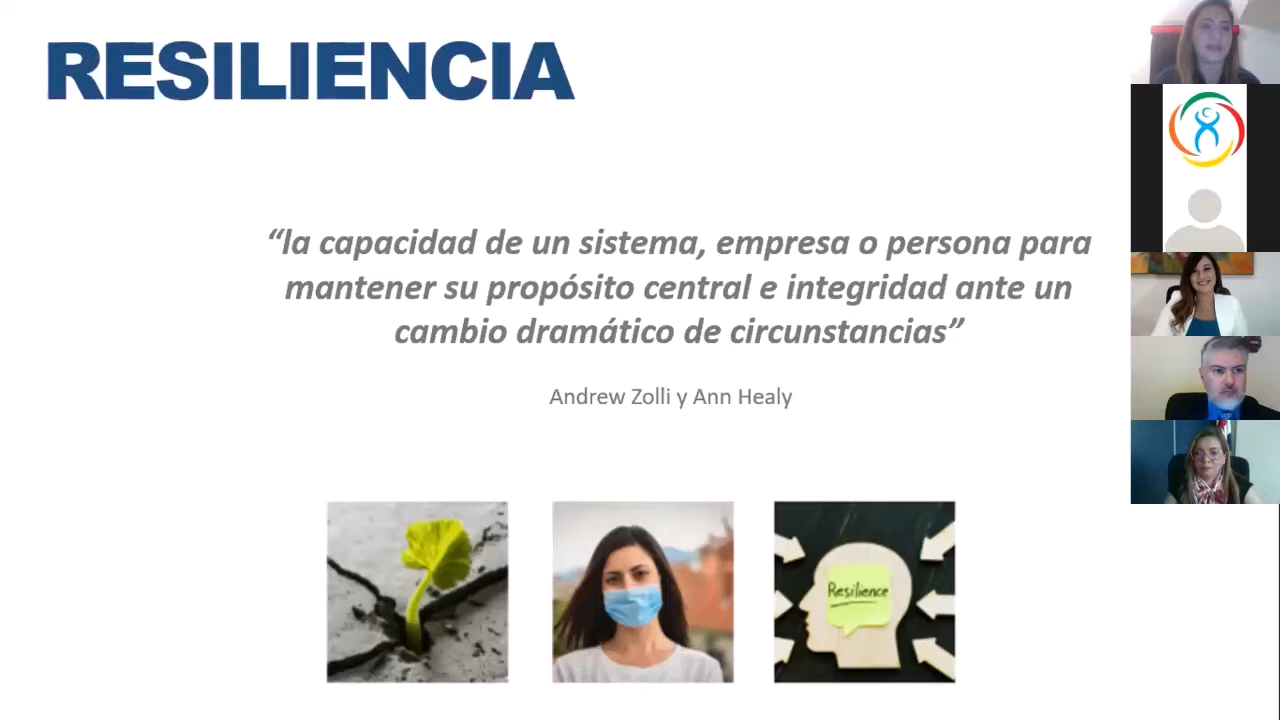 RESILIENCIA
“la capacidad de un sistema, empresa o persona para
mantener su propósito central e integridad ante un
cambio dramático de circunstancias”
Andrew Zolli y Ann Healy
Resilience